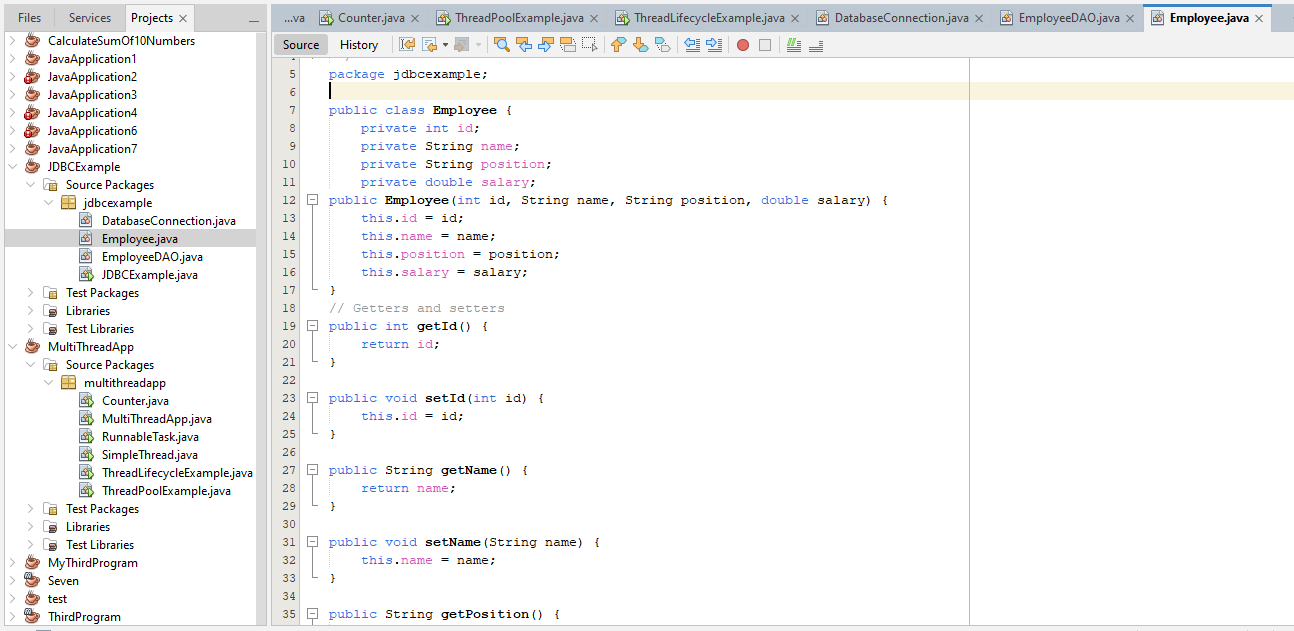 Files Services Projects
CalculateSumOf10Numbers
JavaApplication1
JavaApplication2
JavaApplication3
JavaApplication4
JavaApplication6
JavaApplication7
JDBCExample
Source Packages
jdbcexample
DatabaseConnection.java
Employee.java
EmployeeDAO.java
JDBCExample.java
Test Packages
Libraries
Test Libraries
MultiThreadApp
Source Packages
multithreadapp
Counter.java
MultiThreadApp.java
RunnableTask.java
SimpleThread.java
ThreadLifecycleExample.java
ThreadPoolExample.java
Test Packages
Libraries
Test Libraries
MyThirdProgram
Seven
test
ThirdProgram
...va Counter.java ThreadPoolExample.java ThreadLifecycleExample.java DatabaseConnection.java EmployeeDAO.java Employee.java
Source History
5 package jdbcexample;
6
7 public class Employee {
8 private int id;
9 private String name;
10 private String position;
11 private double salary;
12 public Employee(int id, String name, String position, double salary) {
13 this.id = id;
14 this.name = name;
15 this.position = position;
16 this.salary = salary;
17 }
18 // Getters and setters
19 public int getId() {
20 return id;
21 }
22
23 public void setId(int id) {
24 this.id = id;
25 }
26
27 public String getName() {
28 return name;
29 }
30
31 public void setName(String name) {
32 this.name = name;
33 }
34
35 public String getPosition() {